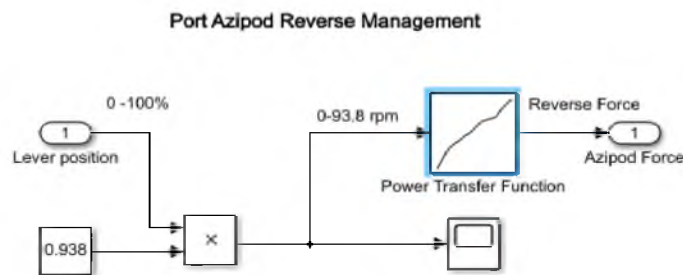 Port Azipod Reverse Management
0 -100%
1
Lever position
0-93,8 rpm
Reverse Force
1
Azipod Force
Power Transfer Function
0.938
×